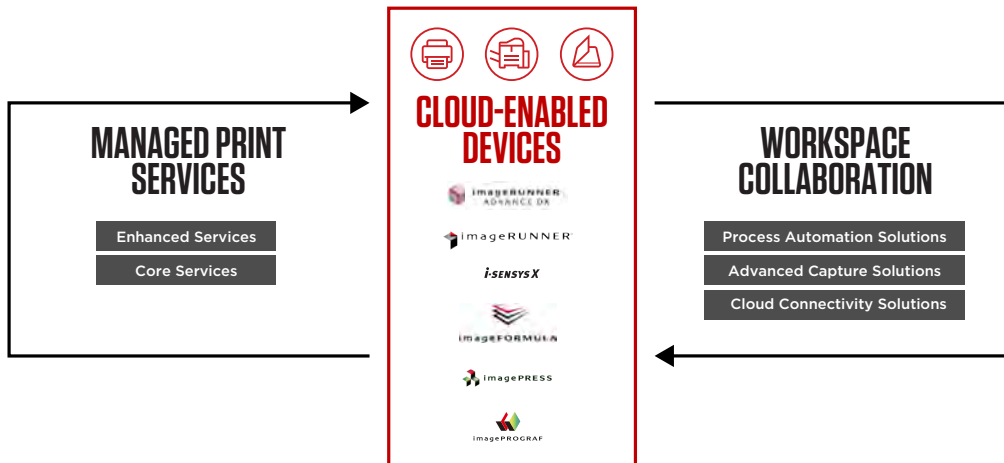 MANAGED PRINT
SERVICES
Enhanced Services
Core Services
CLOUD-ENABLED
DEVICES
imageRUNNER
ADVANCE DX
imageRUNNER
i-SENSYS X
imageFORMULA
imagePRESS
imagePROGRAF
WORKSPACE
COLLABORATION
Process Automation Solutions
Advanced Capture Solutions
Cloud Connectivity Solutions